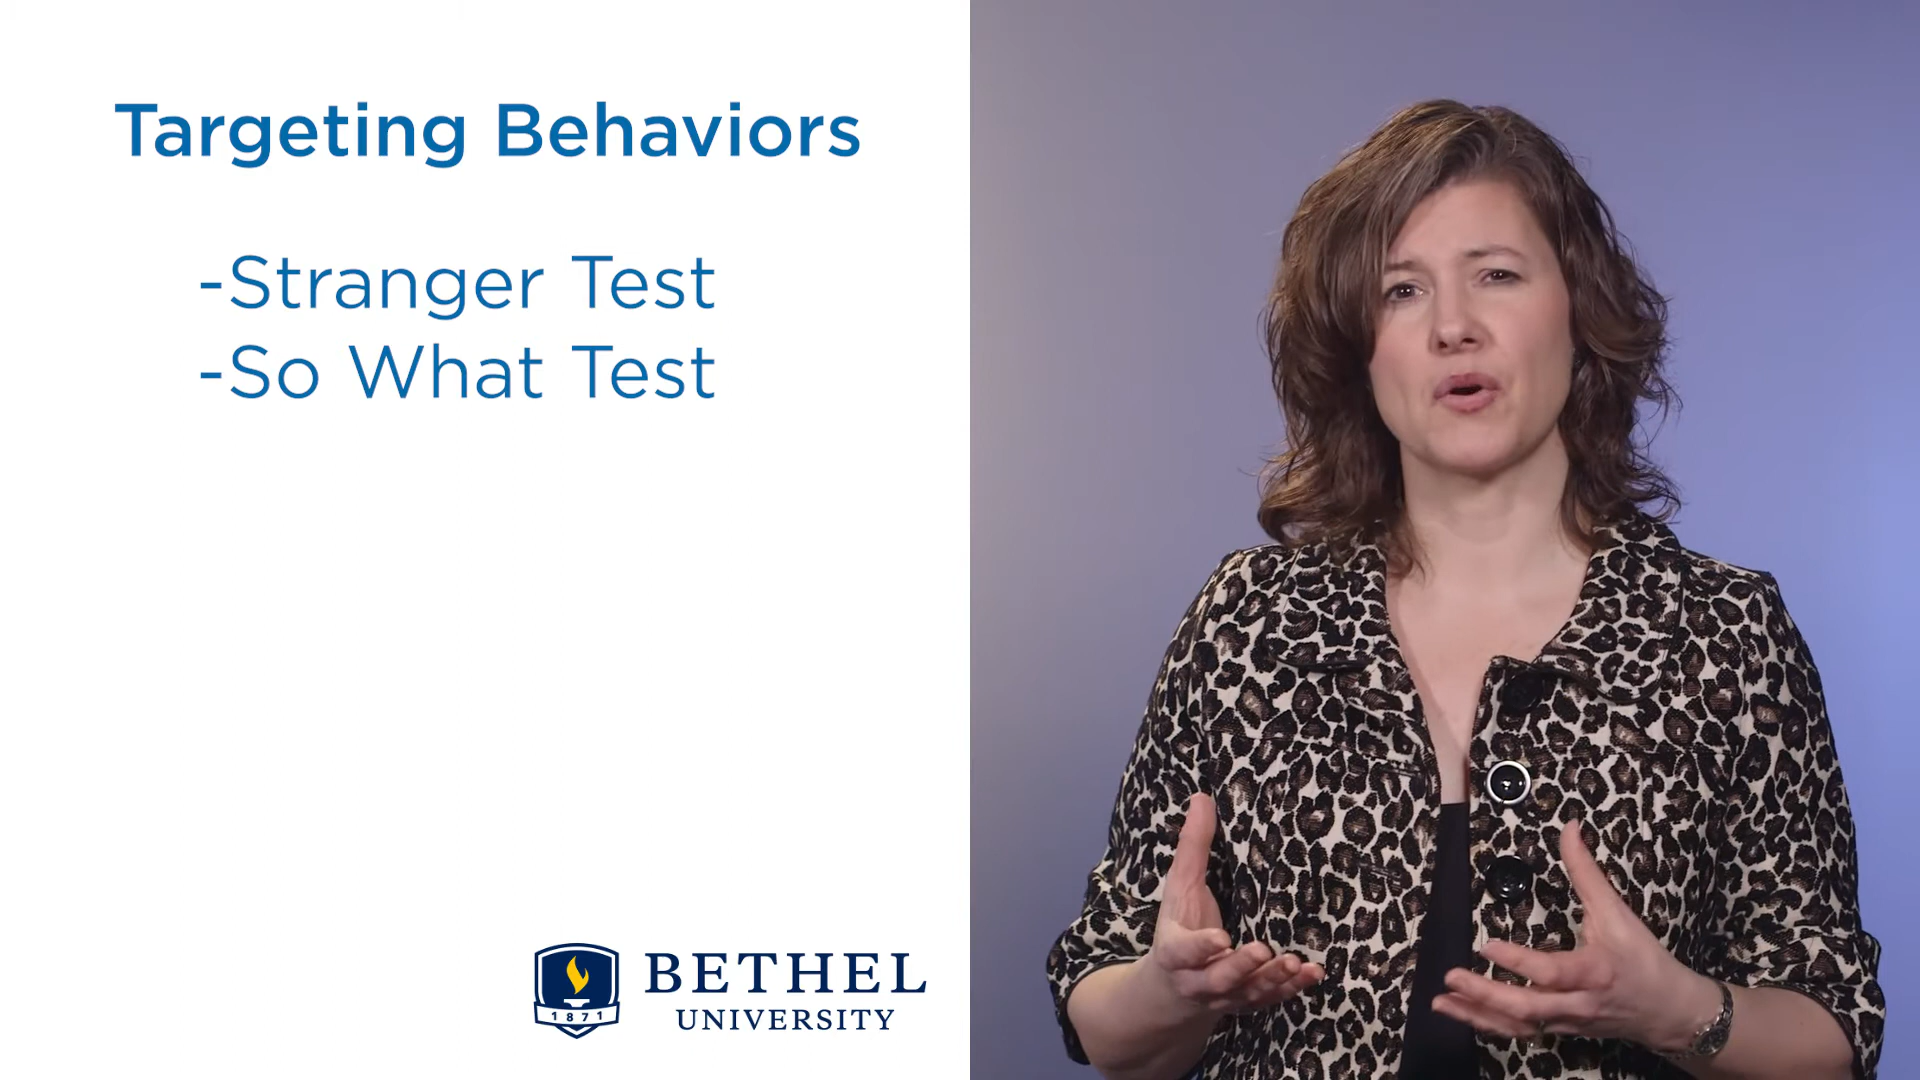 Targeting Behaviors
-Stranger Test
-So What Test
1871
BETHEL
UNIVERSITY